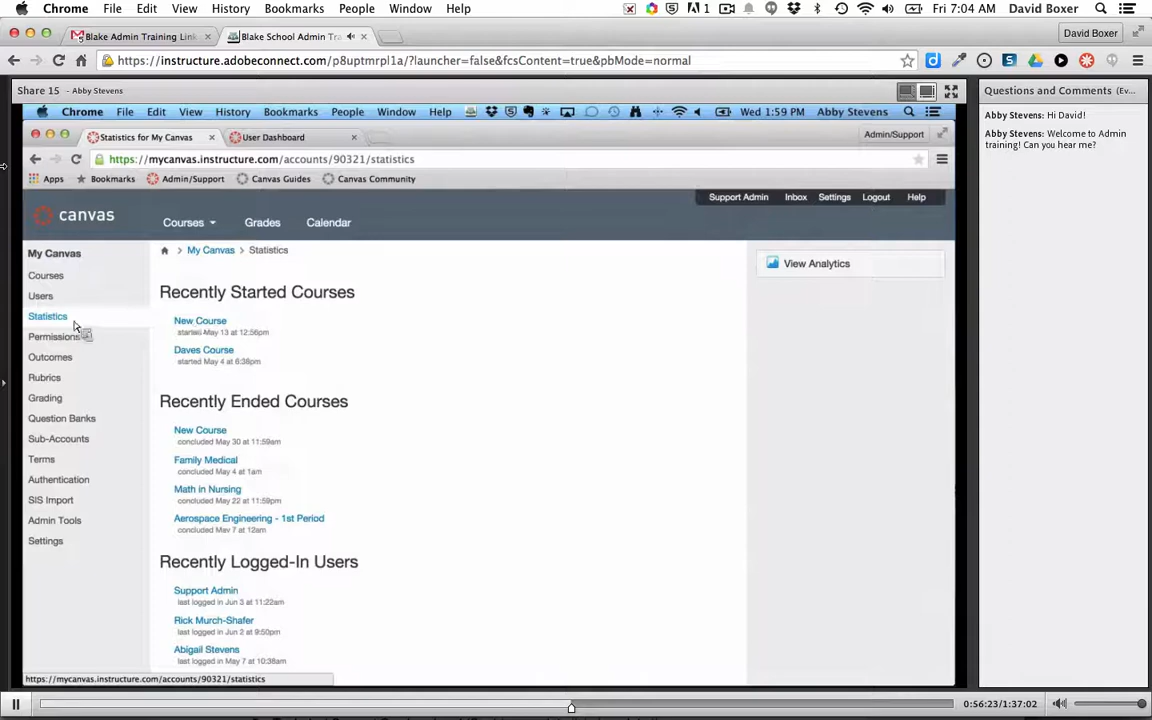 Chrome File Edit View History Bookmarks People Window Help 1 Fri 7:04 AM David Boxer
Blake Admin Training Link × Blake School Admin Tra × David Boxer
https://instructure.adobeconnect.com/p8uptmrpl1a/?launcher=false&fcsContent=true&pbMode=normal
Share 15 - Abby Stevens
Questions and Comments (Ev...
Chrome File Edit View History Bookmarks People Window Help Wed 1:59 PM Abby Stevens
Abby Stevens: Hi David!
Abby Stevens: Welcome to Admin
training! Can you hear me?
Statistics for My Canvas × User Dashboard × Admin/Support
https://mycanvas.instructure.com/accounts/90321/statistics
Apps Bookmarks Admin/Support Canvas Guides Canvas Community
Support Admin Inbox Settings Logout Help
canvas Courses Grades Calendar
My Canvas
Courses
Users
Statistics
Permissions
Outcomes
Rubrics
Grading
Question Banks
Sub-Accounts
Terms
Authentication
SIS Import
Admin Tools
Settings
My Canvas > Statistics
View Analytics
Recently Started Courses
New Course
started May 13 at 12:56pm
Daves Course
started May 4 at 6:38pm
Recently Ended Courses
New Course
concluded May 30 at 11:59am
Family Medical
concluded May 4 at 1am
Math in Nursing
concluded May 22 at 11:59pm
Aerospace Engineering - 1st Period
concluded May 7 at 12am
Recently Logged-In Users
Support Admin
last logged in Jun 3 at 11:22am
Rick Murch-Shafer
last logged in Jun 2 at 9:50pm
Abigail Stevens
last logged in May 7 at 10:38am
https://mycanvas.instructure.com/accounts/90321/statistics
0:56:23/1:37:02